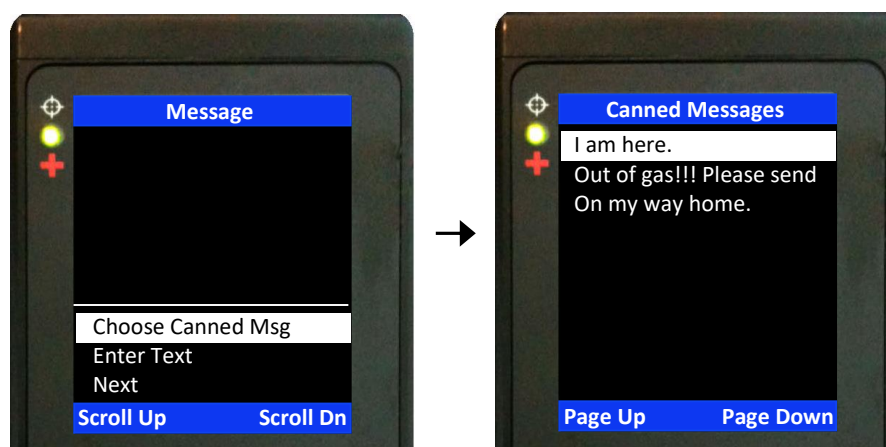 Message
Choose Canned Msg
Enter Text
Next
Scroll Up Scroll Dn
Canned Messages
I am here.
Out of gas!!! Please send
On my way home.
Page Up Page Down